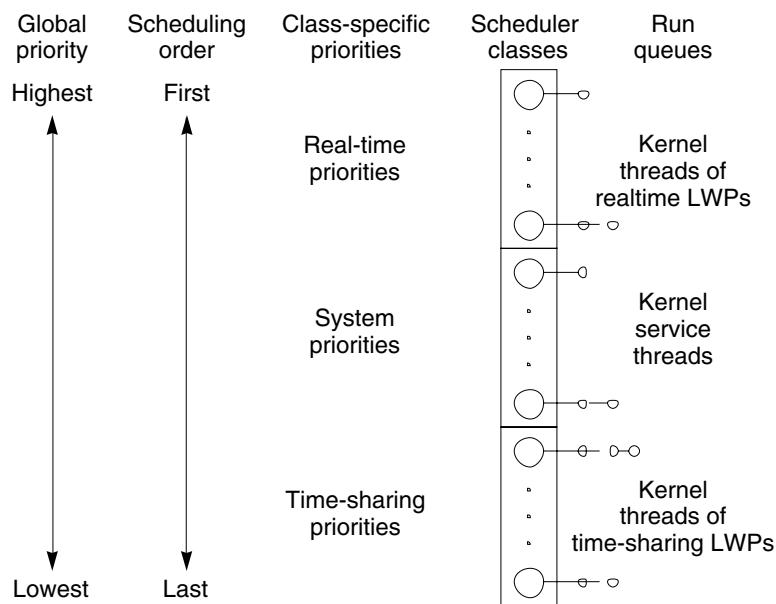 Global
priority
Scheduling
order
Class-specific
priorities
Scheduler
classes
Run
queues
Highest
First
Real-time
priorities
Kernel
threads of
realtime LWPs
System
priorities
Kernel
service
threads
Time-sharing
priorities
Kernel
threads of
time-sharing LWPs
Lowest
Last